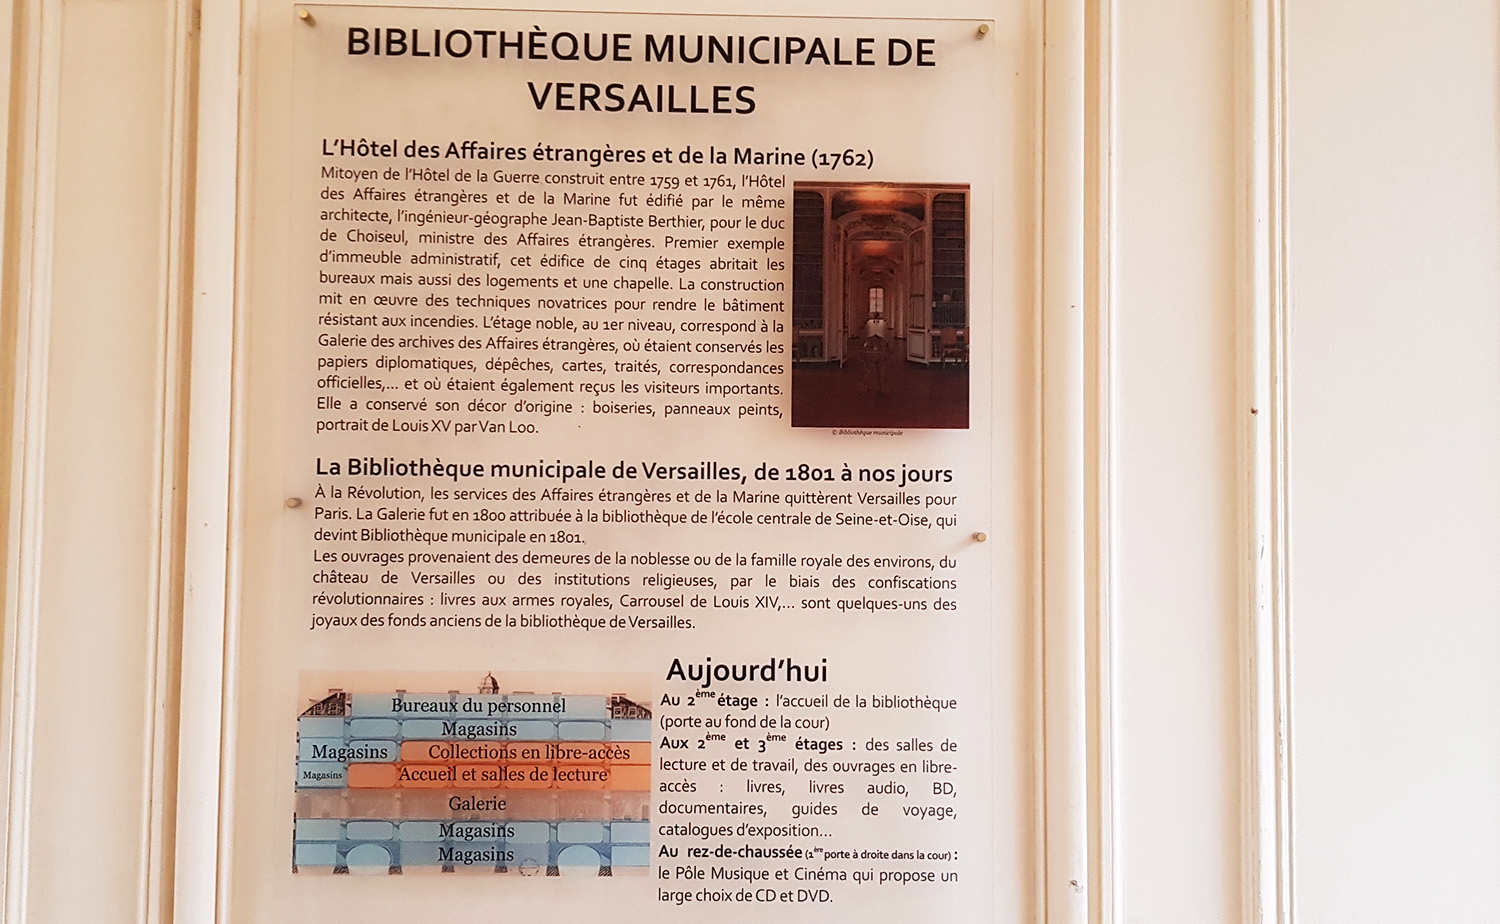 BIBLIOTHÈQUE MUNICIPALE DE
VERSAILLES
L'Hôtel des Affaires étrangères et de la Marine (1762)
Mitoyen de l'Hôtel de la Guerre construit entre 1759 et 1761, l'Hôtel
des Affaires étrangères et de la Marine fut édifié par le même
architecte, l'ingénieur-géographe Jean-Baptiste Berthier, pour le duc
de Choiseul, ministre des Affaires étrangères. Premier exemple
d'immeuble administratif, cet édifice de cinq étages abritait les
bureaux mais aussi des logements et une chapelle. La construction
mit en œuvre des techniques novatrices pour rendre le bâtiment
résistant aux incendies. L'étage noble, au 1er niveau, correspond à la
Galerie des archives des Affaires étrangères, où étaient conservés les
papiers diplomatiques, dépêches, cartes, traités, correspondances
officielles,... et où étaient également reçus les visiteurs importants.
Elle a conservé son décor d'origine : boiseries, panneaux peints,
portrait de Louis XV par Van Loo.
© Bibliothèque municipale
La Bibliothèque municipale de Versailles, de 1801 à nos jours
À la Révolution, les services des Affaires étrangères et de la Marine quittèrent Versailles pour
Paris. La Galerie fut en 1800 attribuée à la bibliothèque de l'école centrale de Seine-et-Oise, qui
devint Bibliothèque municipale en 1801.
Les ouvrages provenaient des demeures de la noblesse ou de la famille royale des environs, du
château de Versailles ou des institutions religieuses, par le biais des confiscations
révolutionnaires : livres aux armes royales, Carrousel de Louis XIV,... sont quelques-uns des
joyaux des fonds anciens de la bibliothèque de Versailles.
Bureaux du personnel
Magasins
Magasins Collections en libre-accès
Magasins Accueil et salles de lecture
Galerie
Magasins
Magasins
Aujourd'hui
Au 2ème étage : l'accueil de la bibliothèque
(porte au fond de la cour)
Aux 2ème et 3ème étages : des salles de
lecture et de travail, des ouvrages en libre-
accès : livres, livres audio, BD,
documentaires, guides de voyage,
catalogues d'exposition...
Au rez-de-chaussée (1ère porte à droite dans la cour) :
le Pôle Musique et Cinéma qui propose un
large choix de CD et DVD.